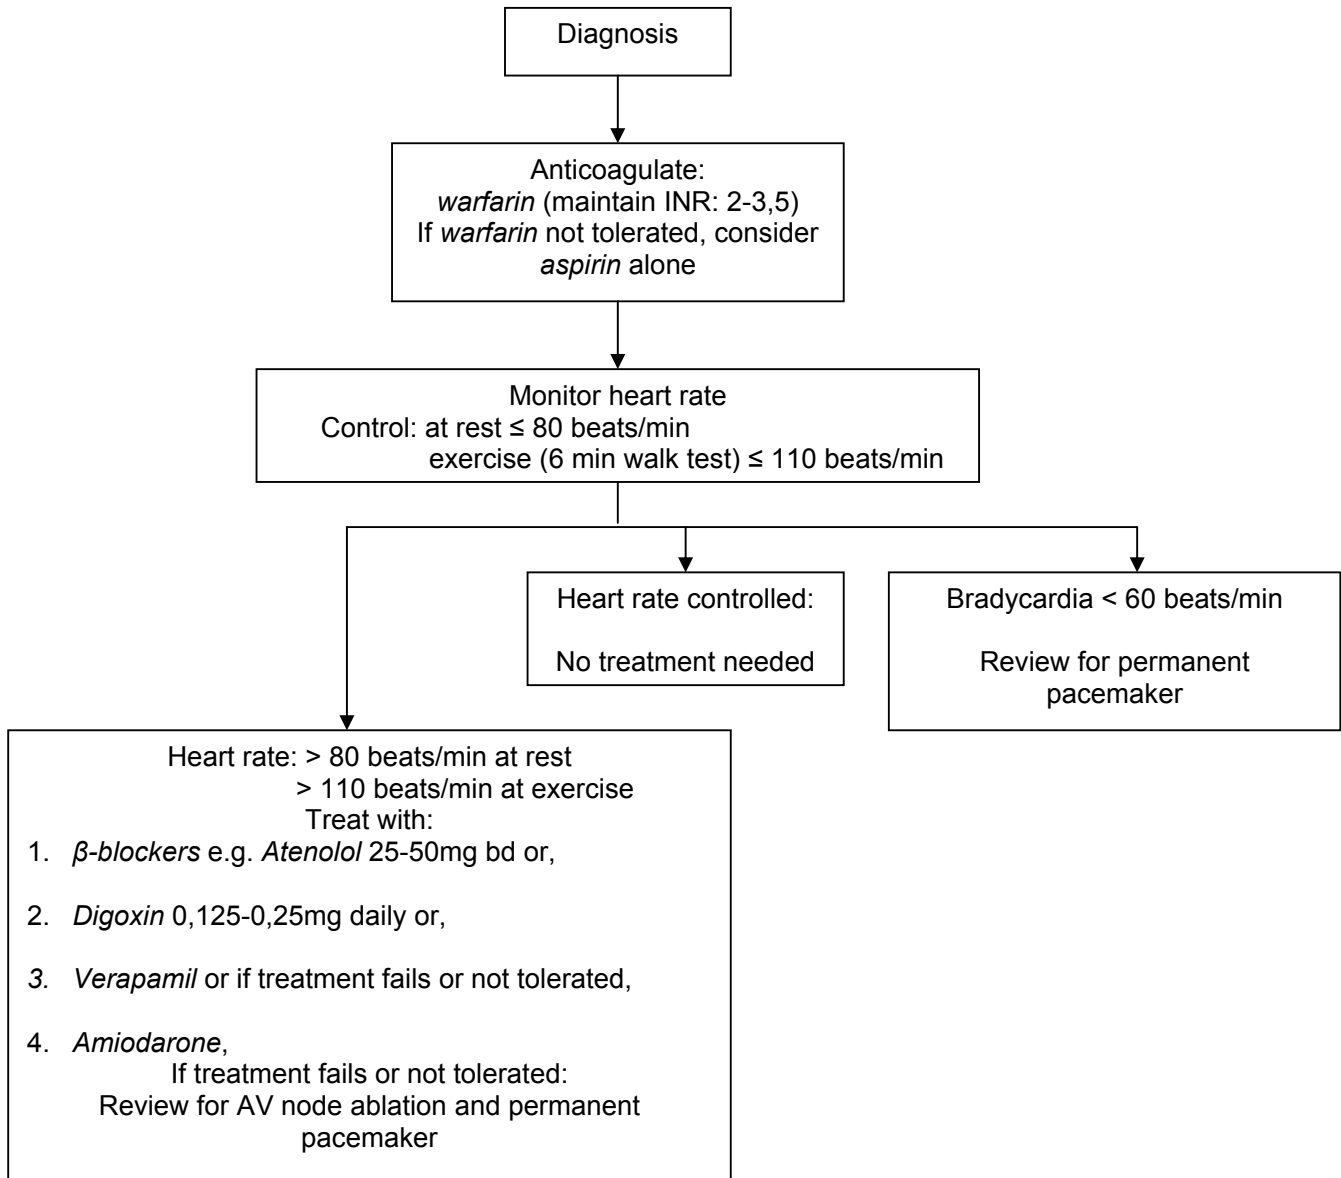 Diagnosis
Anticoagulate:
warfarin (maintain INR: 2-3,5)
If warfarin not tolerated, consider
aspirin alone
Monitor heart rate
Control: at rest ≤ 80 beats/min
exercise (6 min walk test) ≤ 110 beats/min
Heart rate controlled:
No treatment needed
Bradycardia < 60 beats/min
Review for permanent
pacemaker
Heart rate: > 80 beats/min at rest
> 110 beats/min at exercise
Treat with:
1. β-blockers e.g. Atenolol 25-50mg bd or,
2. Digoxin 0,125-0,25mg daily or,
3. Verapamil or if treatment fails or not tolerated,
4. Amiodarone,
If treatment fails or not tolerated:
Review for AV node ablation and permanent
pacemaker